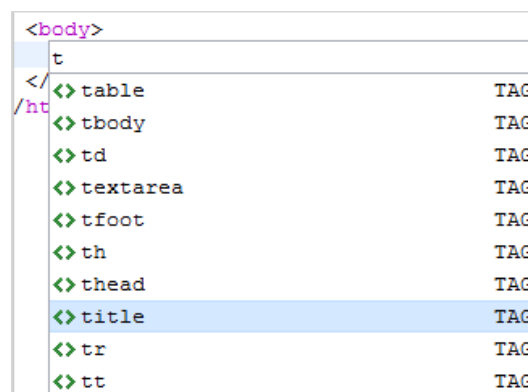 <body>
t
</
/ht
<> table TAG
<> tbody TAG
<> td TAG
<> textarea TAG
<> tfoot TAG
<> th TAG
<> thead TAG
<> title TAG
<> tr TAG
<> tt TAG